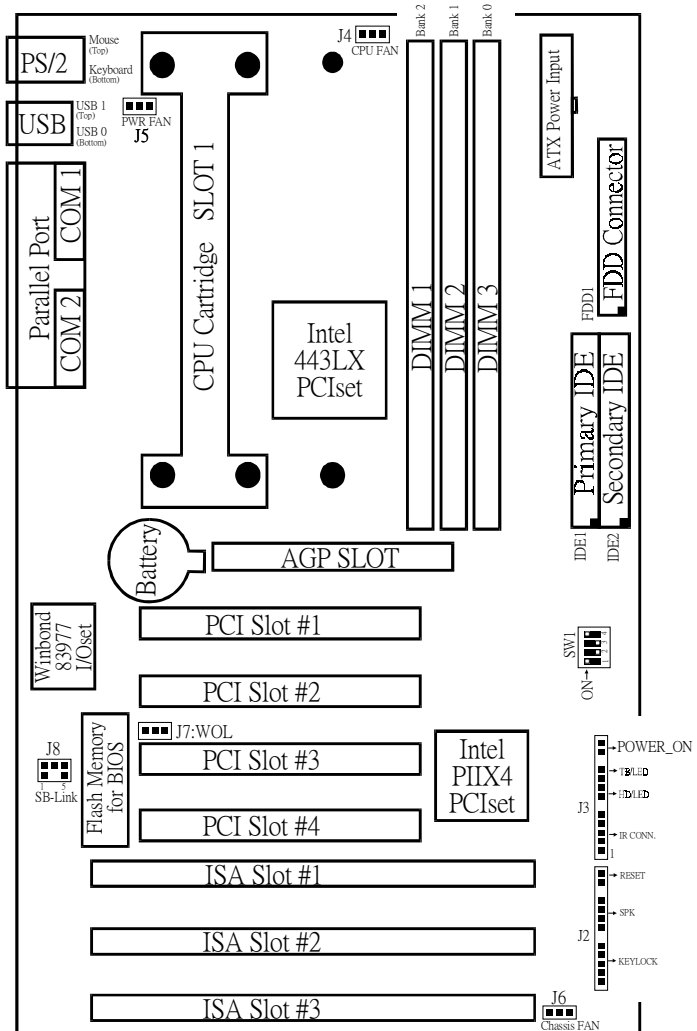 PS/2
Mouse
(Top)
Keyboard
(Bottom)
USB
USB 1
(Top)
USB 0
(Bottom)
PWR FAN
J5
J4
CPU FAN
Bank 2
Bank 1
Bank 0
ATX Power Input
FDD Connector
FDD1
Parallel Port
COM 1
COM 2
CPU Cartridge SLOT 1
Intel
443LX
PCIset
DIMM 1
DIMM 2
DIMM 3
Primary IDE
Secondary IDE
IDE1
IDE2
Battery
AGP SLOT
Winbond
83977
I/Oset
PCI Slot #1
SW1
ON→
1 2 3 4
PCI Slot #2
J7:WOL
J8
1 5
SB-Link
Flash Memory
for BIOS
PCI Slot #3
Intel
PIIX4
PCIset
PCI Slot #4
J3
POWER_ON
TB/LED
HD/LED
IR CONN.
1
ISA Slot #1
J2
RESET
SPK
KEYLOCK
ISA Slot #2
ISA Slot #3
J6
Chassis FAN